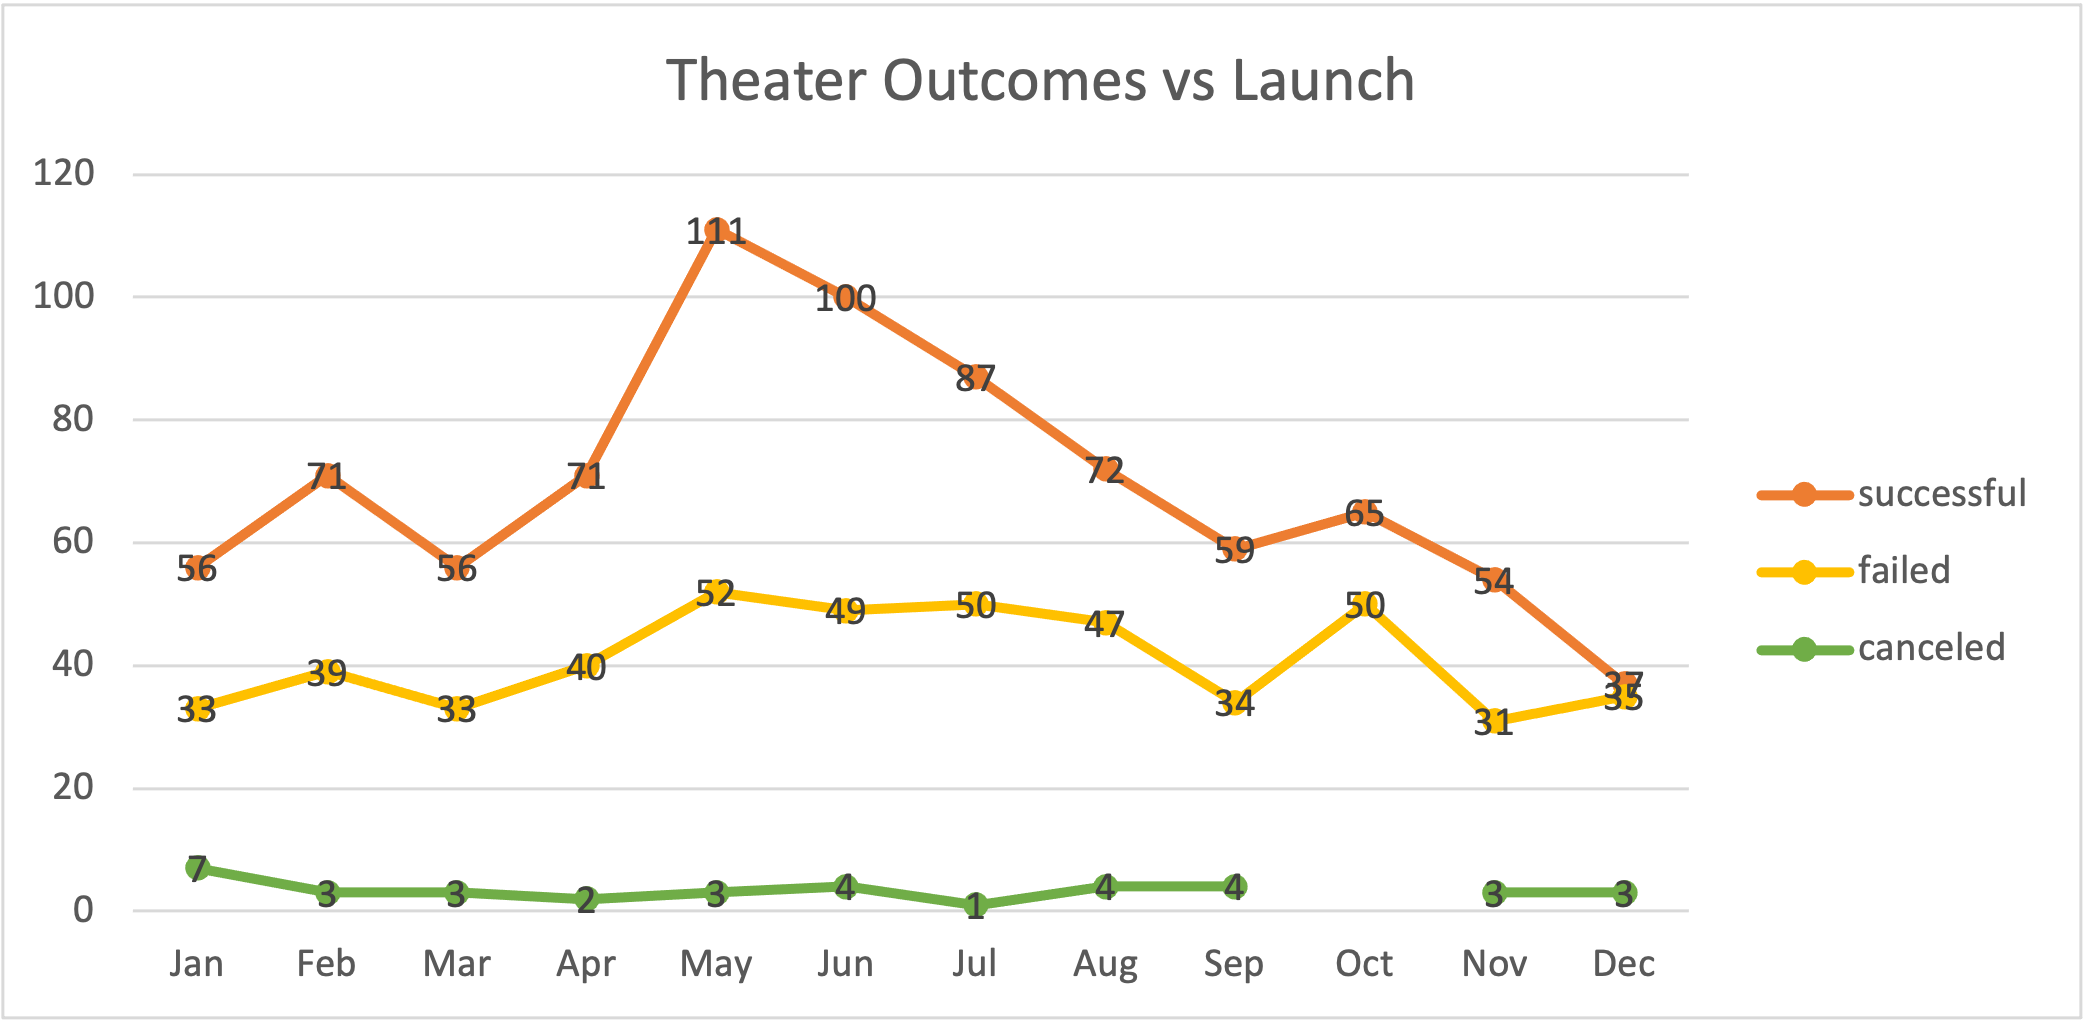 Theater Outcomes vs Launch
120
100
80
60
40
20
0
56 71 56 71 111 100 87 72 59 65 54 37
33 39 33 40 52 49 50 47 34 50 31 35
7 3 3 2 3 4 1 4 4 3 3
Jan Feb Mar Apr May Jun Jul Aug Sep Oct Nov Dec
successful
failed
canceled